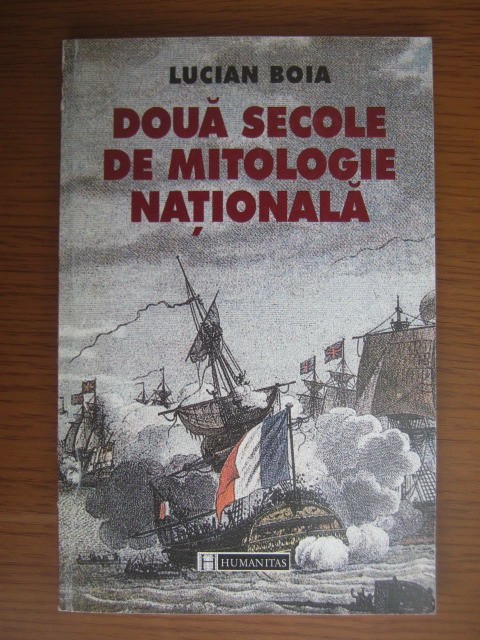 LUCIAN BOIA
DOUĂ SECOLE
DE MITOLOGIE
NAȚIONALĂ
H HUMANITAS